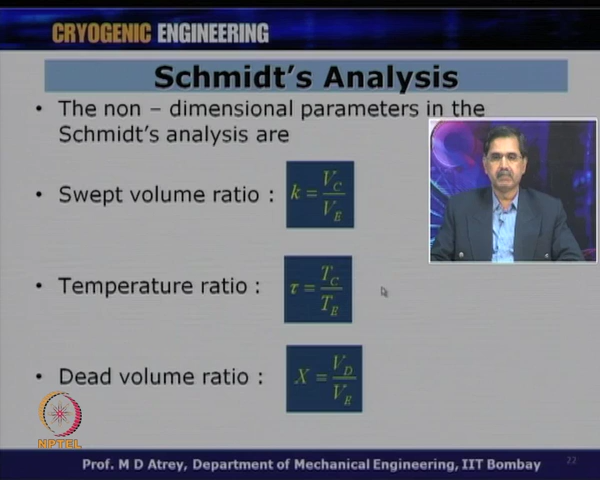 CRYOGENIC ENGINEERING
Schmidt's Analysis
• The non – dimensional parameters in the
Schmidt's analysis are
• Swept volume ratio : k = V_C / V_E
• Temperature ratio : τ = T_C / T_E
• Dead volume ratio : X = V_D / V_E
NPTEL
Prof. M D Atrey, Department of Mechanical Engineering, IIT Bombay
22